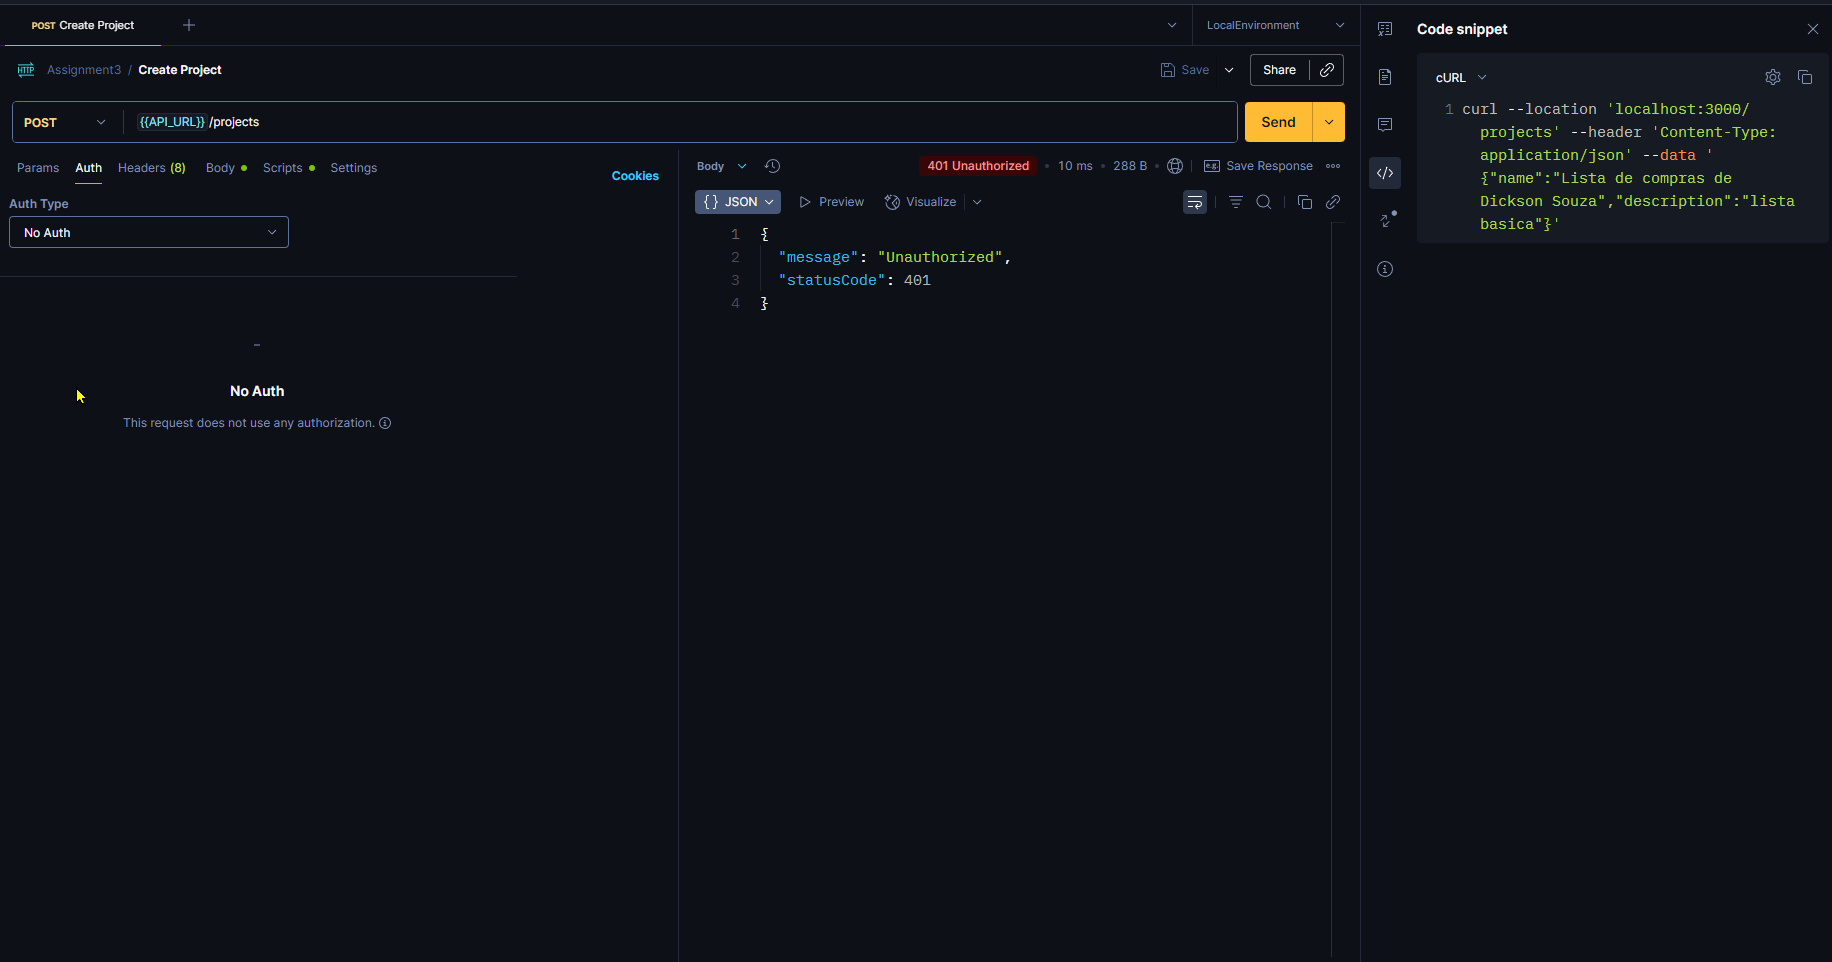 POST Create Project
LocalEnvironment
Code snippet
HTTP Assignment3 / Create Project
Save
Share
cURL
POST
{{API_URL}} /projects
Send
Params
Auth
Headers (8)
Body
Scripts
Settings
Cookies
Auth Type
No Auth
No Auth
This request does not use any authorization.
Body
401 Unauthorized
10 ms
288 B
e.g.
Save Response
{} JSON
Preview
Visualize
1 {
2 "message": "Unauthorized",
3 "statusCode": 401
4 }
1 curl --location 'localhost:3000/
projects' --header 'Content-Type:
application/json' --data '
{"name":"Lista de compras de
Dickson Souza","description":"lista
basica"}'